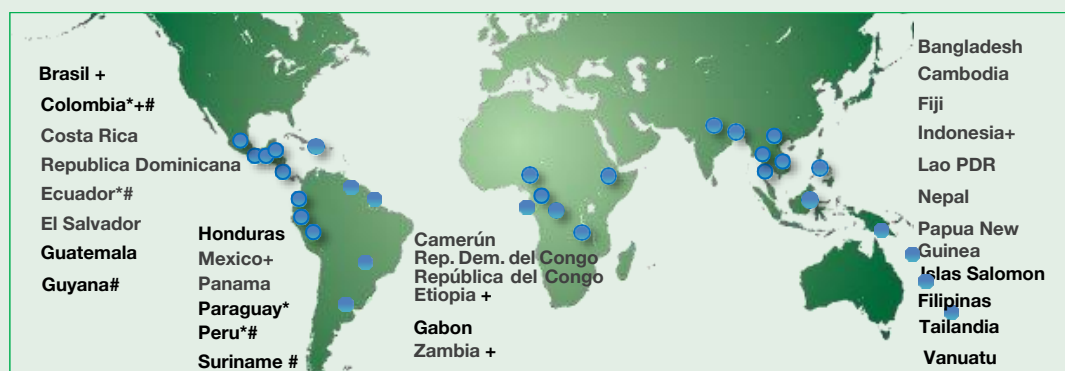 Brasil +
Colombia*+#
Costa Rica
Republica Dominicana
Ecuador*#
El Salvador
Guatemala
Guyana#
Honduras
Mexico+
Panama
Paraguay*
Peru*#
Suriname #
Camerún
Rep. Dem. del Congo
República del Congo
Etiopia +
Gabon
Zambia +
Bangladesh
Cambodia
Fiji
Indonesia+
Lao PDR
Nepal
Papua New
Guinea
Islas Salomon
Filipinas
Tailandia
Vanuatu